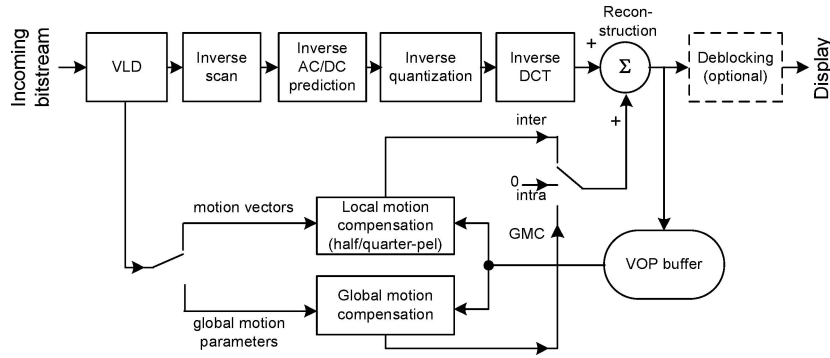 Incoming
bitstream
VLD
Inverse
scan
Inverse
AC/DC
prediction
Inverse
quantization
Inverse
DCT
+
Recon-
struction
Σ
+
Deblocking
(optional)
Display
inter
0
intra
GMC
motion vectors
Local motion
compensation
(half/quarter-pel)
VOP buffer
global motion
parameters
Global motion
compensation